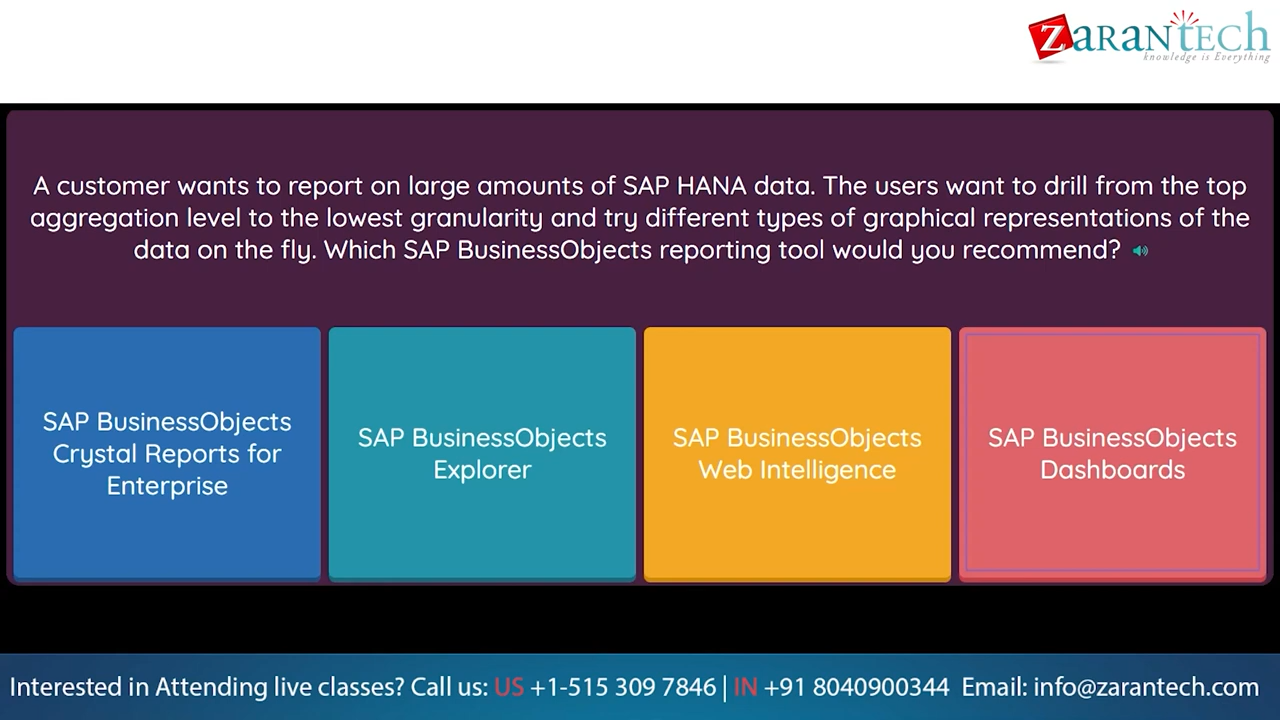 ZARANTECH
knowledge is Everything
A customer wants to report on large amounts of SAP HANA data. The users want to drill from the top
aggregation level to the lowest granularity and try different types of graphical representations of the
data on the fly. Which SAP BusinessObjects reporting tool would you recommend?
SAP BusinessObjects
Crystal Reports for
Enterprise
SAP BusinessObjects
Explorer
SAP BusinessObjects
Web Intelligence
SAP BusinessObjects
Dashboards
Interested in Attending live classes? Call us: US +1-515 309 7846 | IN +91 8040900344 Email: info@zarantech.com